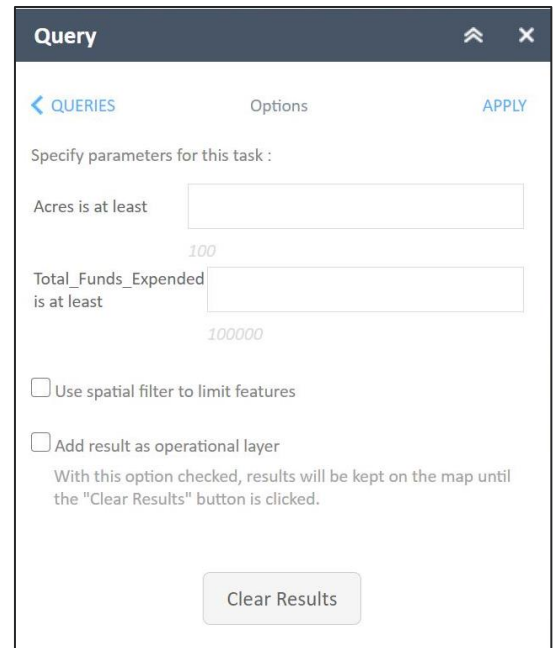 Query
QUERIES Options APPLY
Specify parameters for this task :
Acres is at least
100
Total_Funds_Expended
is at least
100000
Use spatial filter to limit features
Add result as operational layer
With this option checked, results will be kept on the map until
the "Clear Results" button is clicked.
Clear Results